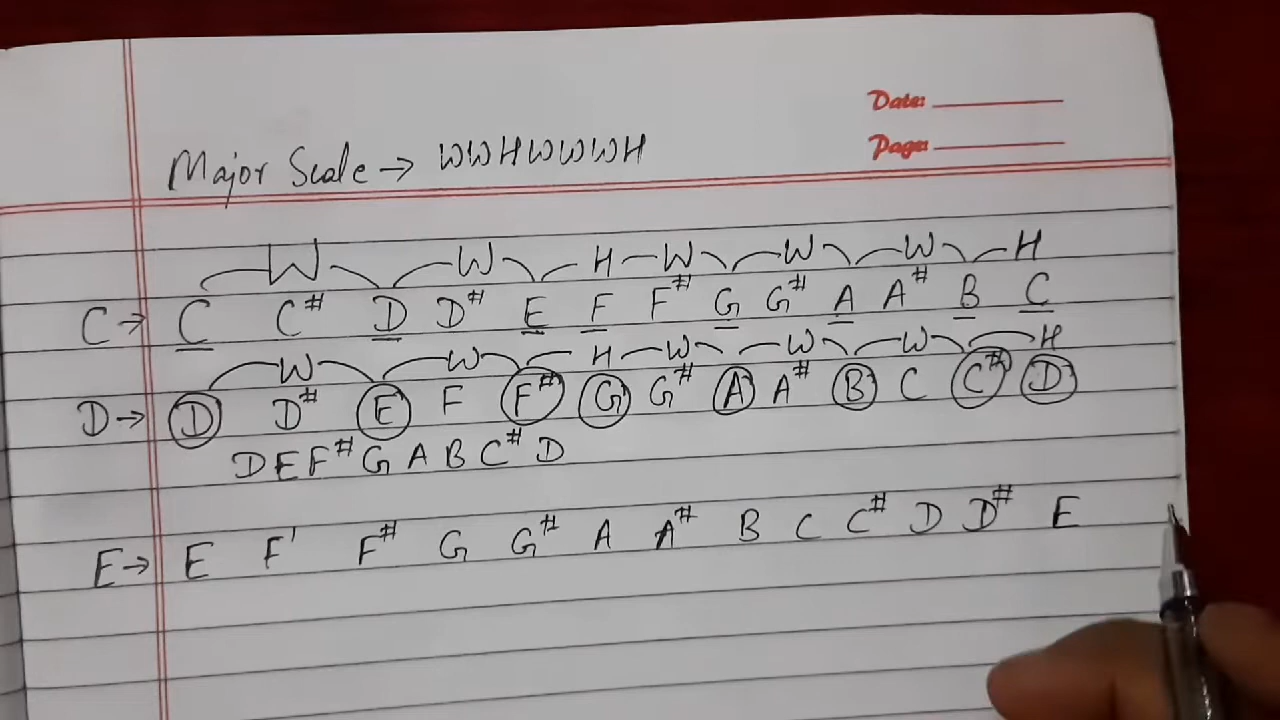 Date:
Page:
Major Scale → WWHWWWH
W W H W W W H
C → C C# D D# E F F# G G# A A# B C
W W H W W W H
D → D D# E F F# G G# A A# B C C# D
D E F# G A B C# D
E → E F' F# G G# A A# B C C# D D# E